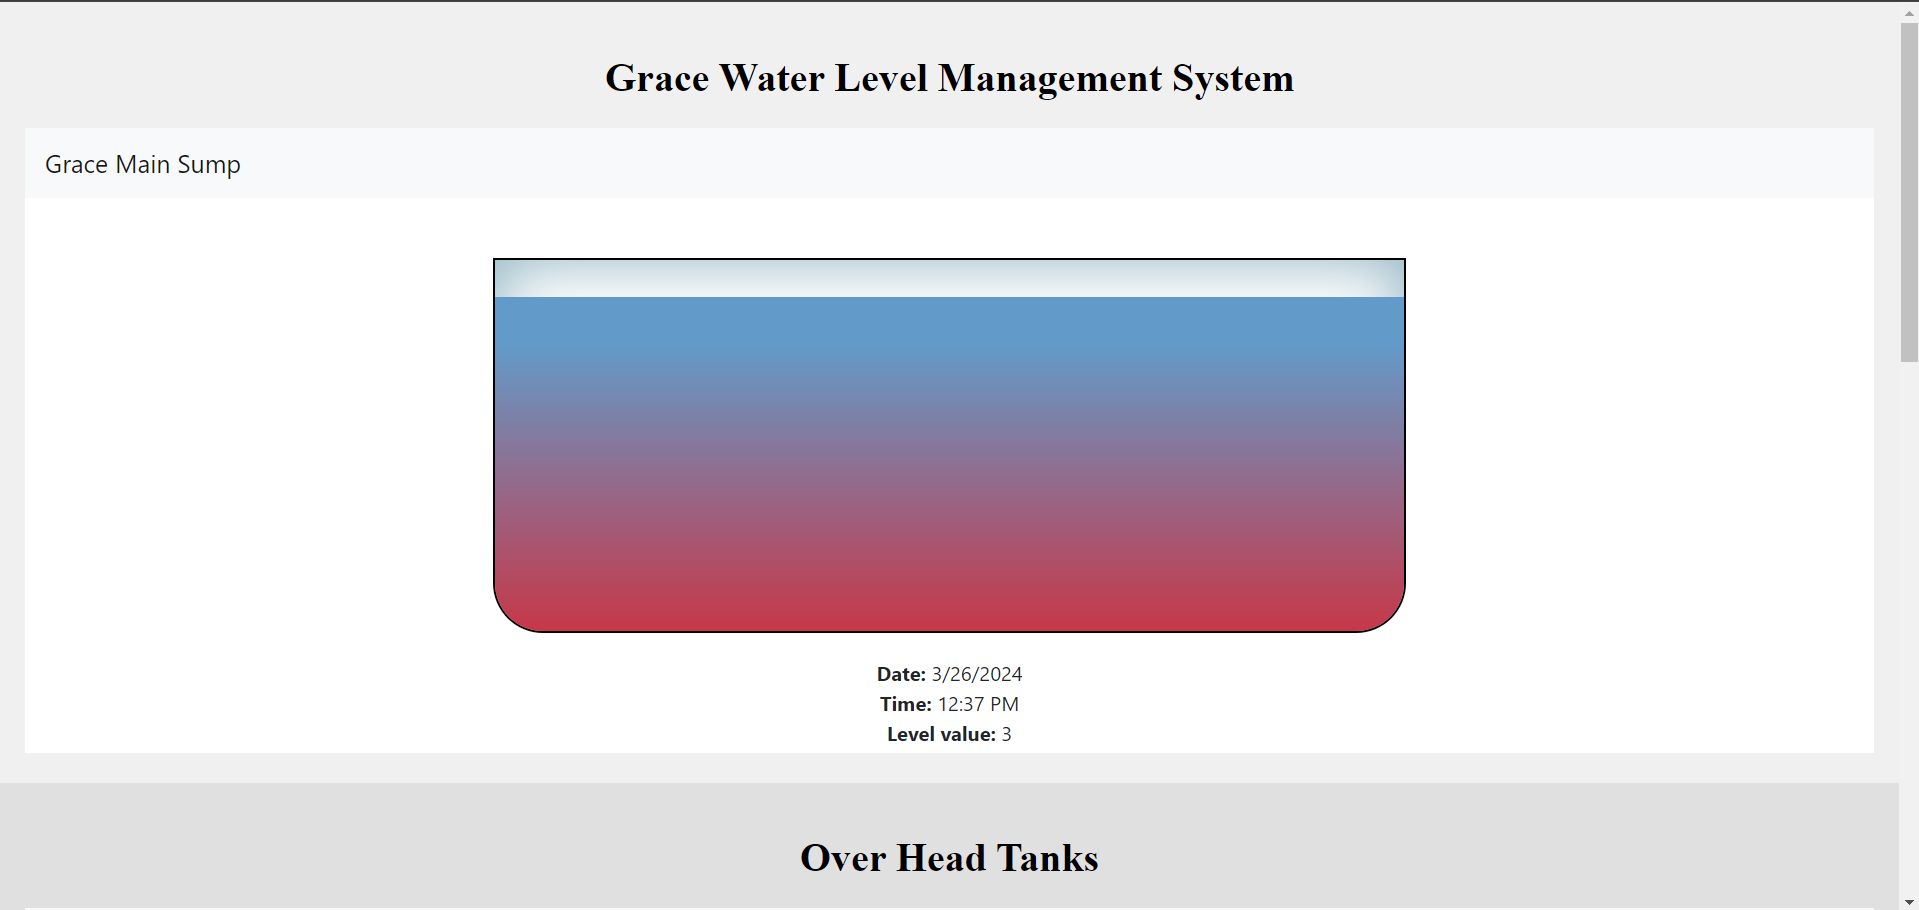 Grace Water Level Management System
Grace Main Sump
Date: 3/26/2024
Time: 12:37 PM
Level value: 3
Over Head Tanks